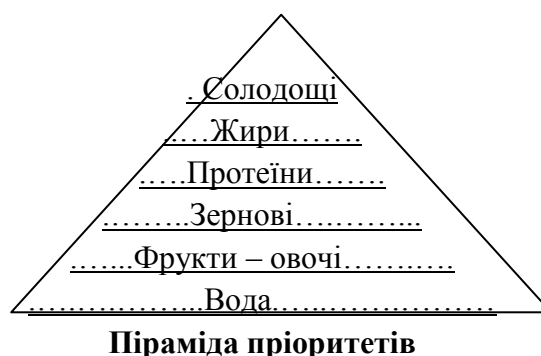 . Солодощі
..…Жири…….
…..Протеїни…….
………Зернові…………...
…....Фрукти – овочі……….…
….…………...Вода…..………………
Піраміда пріоритетів